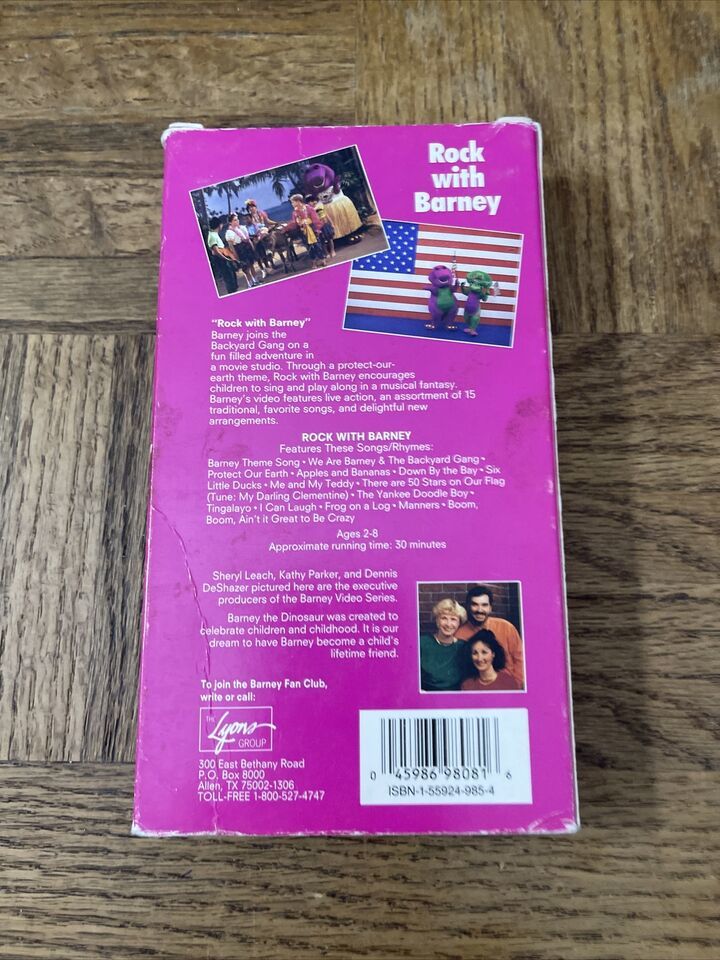 Rock
with
Barney
"Rock with Barney"
Barney joins the
Backyard Gang on a
fun filled adventure in
a movie studio. Through a protect-our-
earth theme, Rock with Barney encourages
children to sing and play along in a musical fantasy.
Barney's video features live action, an assortment of 15
traditional, favorite songs, and delightful new
arrangements.
ROCK WITH BARNEY
Features These Songs/Rhymes:
Barney Theme Song • We Are Barney & The Backyard Gang •
Protect Our Earth • Apples and Bananas • Down By the Bay • Six
Little Ducks • Me and My Teddy • There are 50 Stars on Our Flag
(Tune: My Darling Clementine) • The Yankee Doodle Boy •
Tingalayo • I Can Laugh • Frog on a Log • Manners • Boom,
Boom, Ain't it Great to Be Crazy
Ages 2-8
Approximate running time: 30 minutes
Sheryl Leach, Kathy Parker, and Dennis
DeShazer pictured here are the executive
producers of the Barney Video Series.
Barney the Dinosaur was created to
celebrate children and childhood. It is our
dream to have Barney become a child's
lifetime friend.
To join the Barney Fan Club,
write or call:
THE
Lyons
GROUP
300 East Bethany Road
P.O. Box 8000
Allen, TX 75002-1306
TOLL-FREE 1-800-527-4747
0 45986 98081 6
ISBN-1-55924-985-4